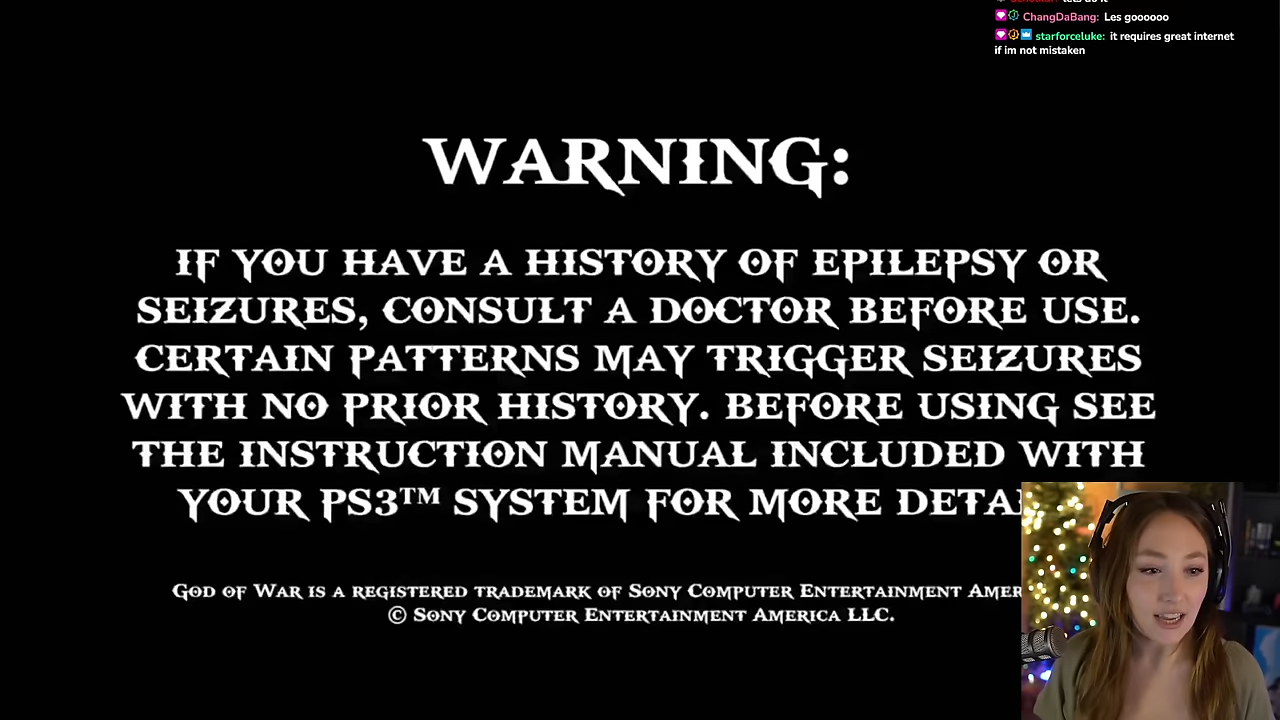 ChangDaBang: Les goooooo
starforceluke: it requires great internet
if im not mistaken
WARNING:
IF YOU HAVE A HISTORY OF EPILEPSY OR
SEIZURES, CONSULT A DOCTOR BEFORE USE.
CERTAIN PATTERNS MAY TRIGGER SEIZURES
WITH NO PRIOR HISTORY. BEFORE USING SEE
THE INSTRUCTION MANUAL INCLUDED WITH
YOUR PS3™ SYSTEM FOR MORE
GOD OF WAR IS A REGISTERED TRADEMARK OF SONY COMPUTER ENTERTAINMENT
© SONY COMPUTER ENTERTAINMENT AMERICA LLC.